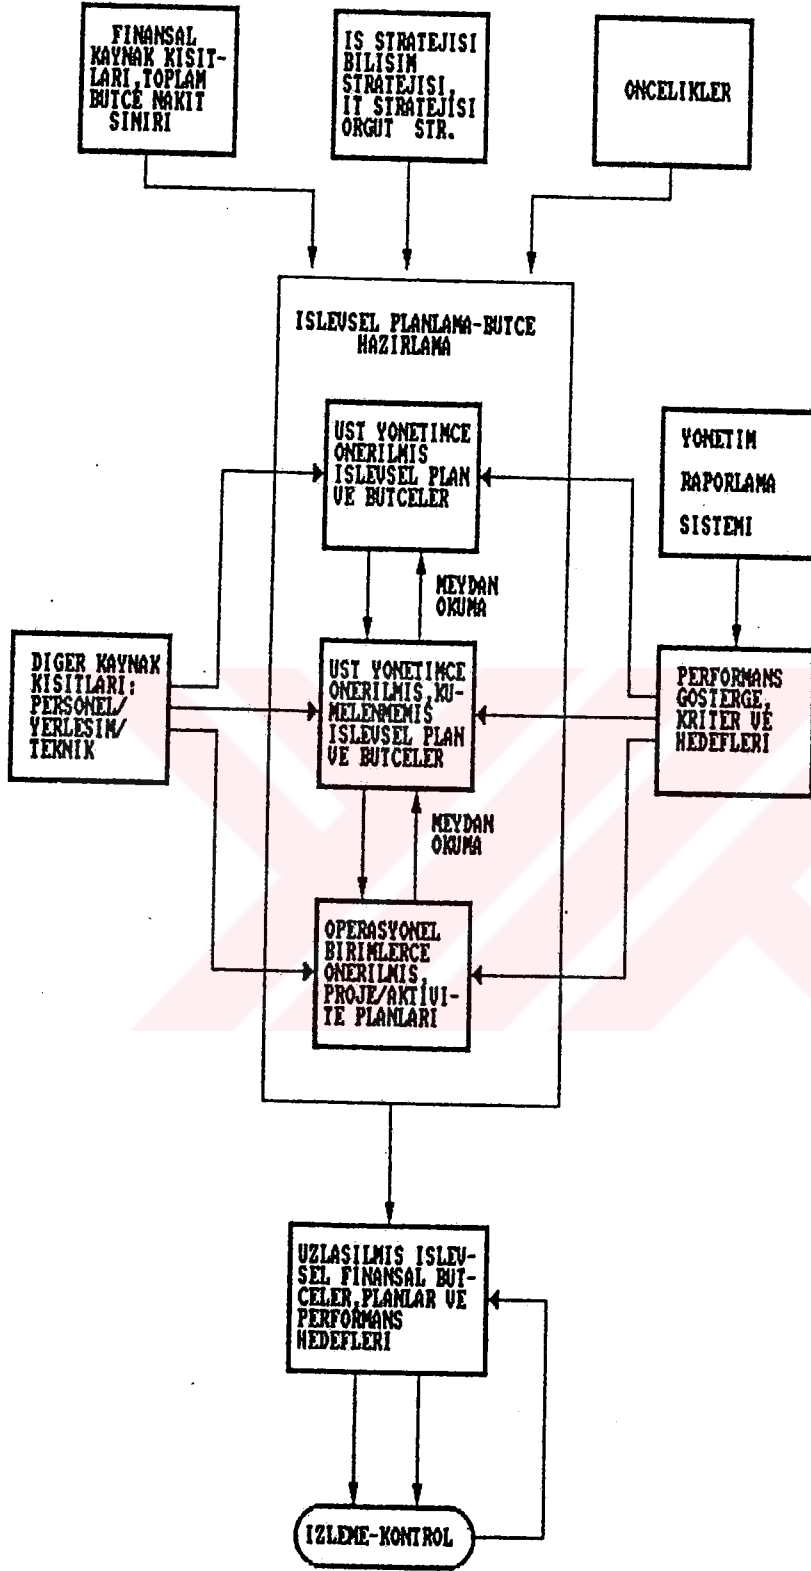 FINANSAL
KAYNAK KISIT-
LARI,TOPLAM
BUTCE NAKIT
SINIRI
IS STRATEJISI
BILISIM
STRATEJISI,
IT STRATEJISI
ORGUT STR.
ONCELIKLER
ISLEVSEL PLANLAMA-BUTCE
HAZIRLAMA
UST YONETIMCE
ONERILMIS
ISLEVSEL PLAN
VE BUTCELER
YONETIM
RAPORLAMA
SISTEMI
MEYDAN
OKUMA
DIGER KAYNAK
KISITLARI:
PERSONEL/
YERLESIM/
TEKNIK
UST YONETIMCE
ONERILMIS,KU-
MELENMEMIS
ISLEVSEL PLAN
VE BUTCELER
PERFORMANS
GOSTERGE,
KRITER VE
HEDEFLERI
MEYDAN
OKUMA
OPERASYONEL
BIRIMLERCE
ONERILMIS,
PROJE/AKTİVI-
TE PLANLARI
UZLASILMIS ISLEV-
SEL FINANSAL BUT-
CELER,PLANLAR VE
PERFORMANS
HEDEFLERI
IZLEME-KONTROL